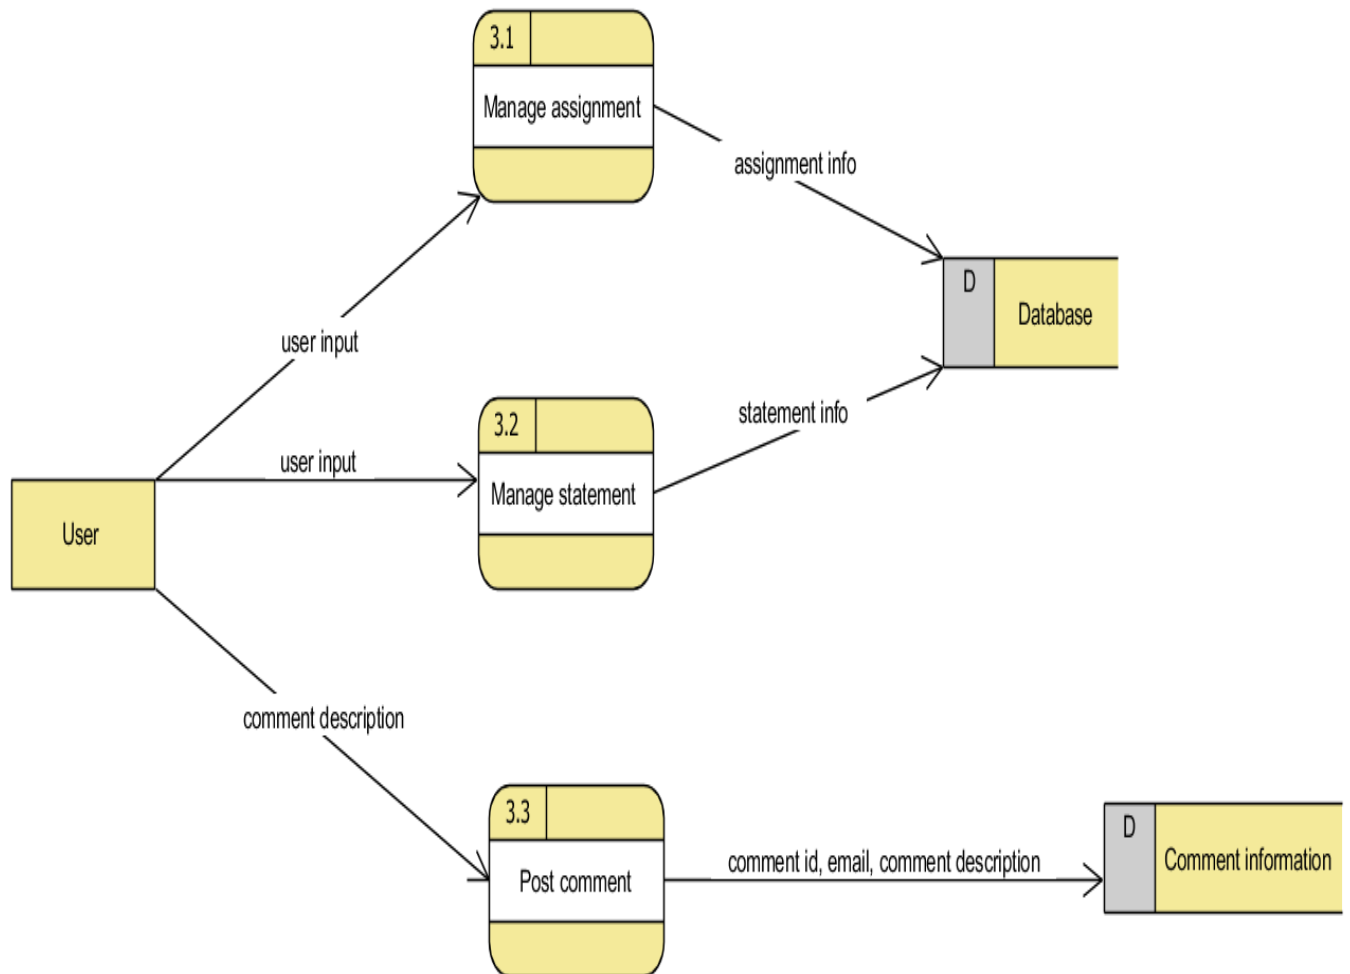 3.1
Manage assignment
assignment info
D
Database
user input
3.2
statement info
user input
Manage statement
User
comment description
3.3
D
comment id, email, comment description
Comment information
Post comment